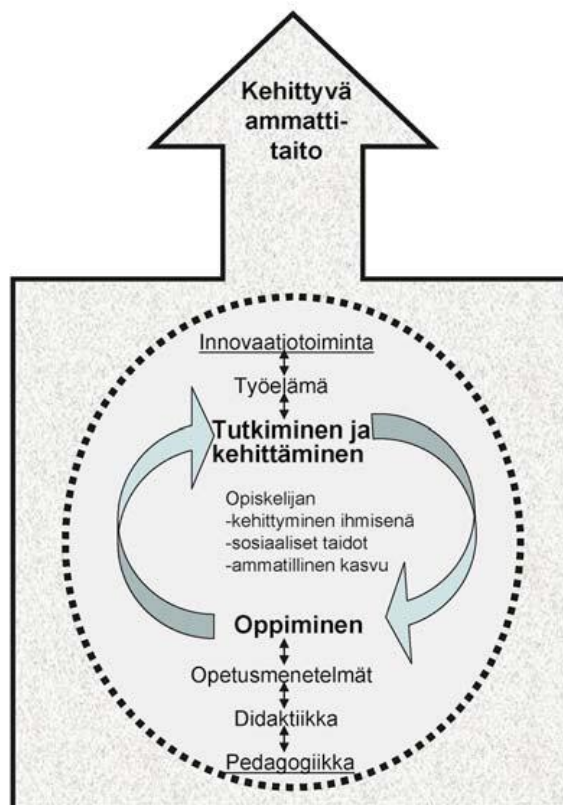 Kehittyvä
ammatti-
taito
Innovaatiotoiminta
Työelämä
Tutkiminen ja
kehittäminen
Opiskelijan
-kehittyminen ihmisenä
-sosiaaliset taidot
-ammatillinen kasvu
Oppiminen
Opetusmenetelmät
Didaktiikka
Pedagogiikka